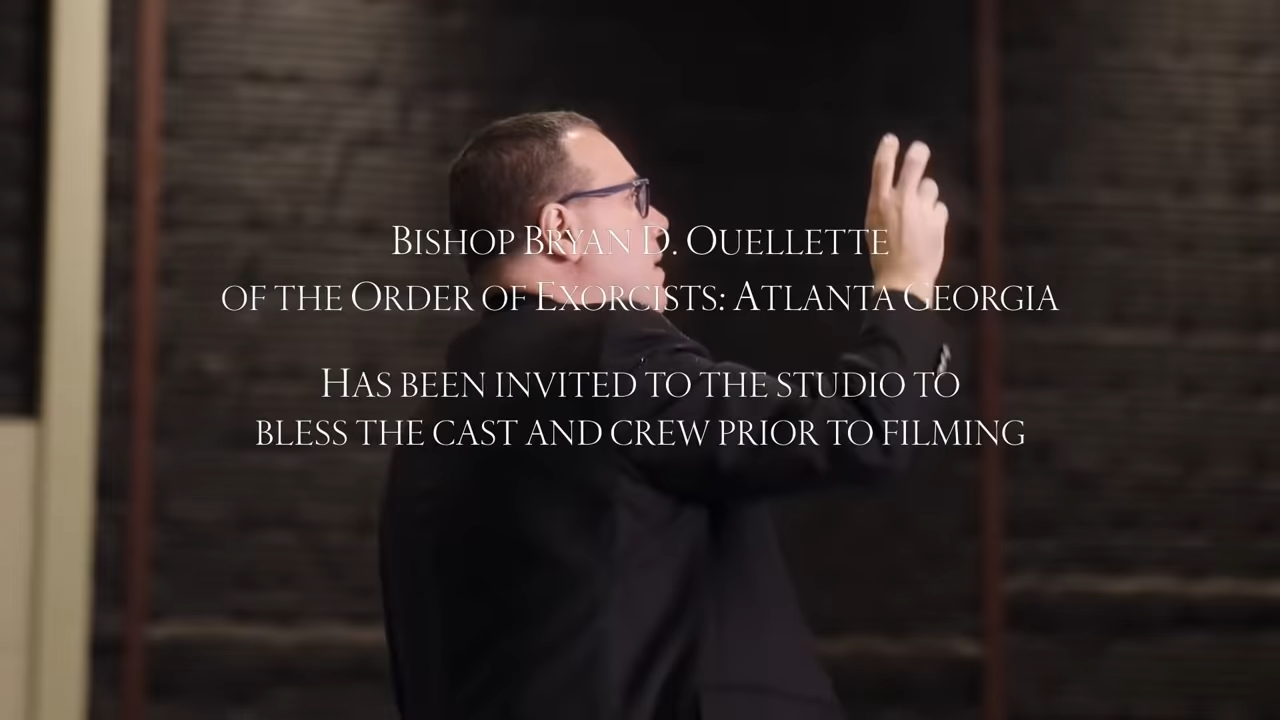 Bishop Bryan D. Ouellette
of the Order of Exorcists: Atlanta Georgia
Has been invited to the studio to
bless the cast and crew prior to filming